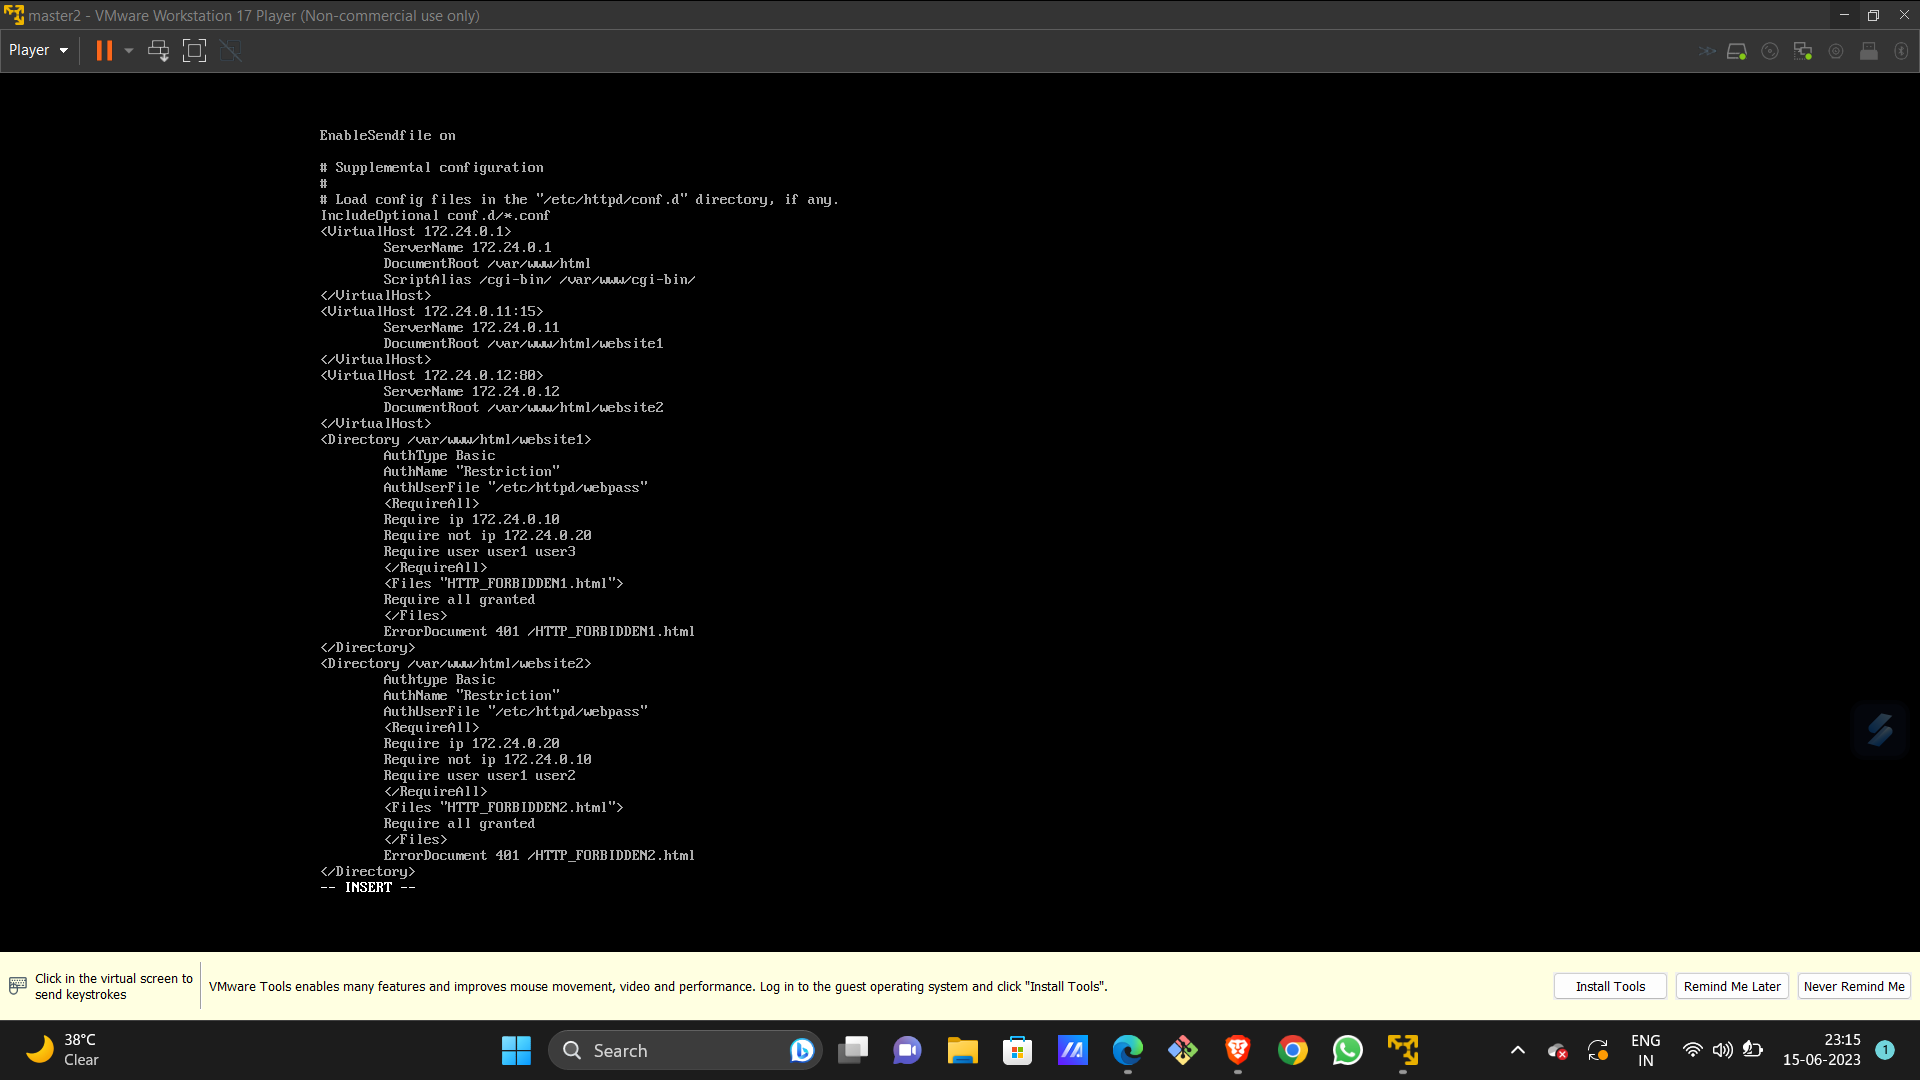 master2 - VMware Workstation 17 Player (Non-commercial use only)
Player
EnableSendfile on
# Supplemental configuration
#
# Load config files in the "/etc/httpd/conf.d" directory, if any.
IncludeOptional conf.d/*.conf
<VirtualHost 172.24.0.1>
ServerName 172.24.0.1
DocumentRoot /var/www/html
ScriptAlias /cgi-bin/ /var/www/cgi-bin/
</VirtualHost>
<VirtualHost 172.24.0.11:15>
ServerName 172.24.0.11
DocumentRoot /var/www/html/website1
</VirtualHost>
<VirtualHost 172.24.0.12:80>
ServerName 172.24.0.12
DocumentRoot /var/www/html/website2
</VirtualHost>
<Directory /var/www/html/website1>
AuthType Basic
AuthName "Restriction"
AuthUserFile "/etc/httpd/webpass"
<RequireAll>
Require ip 172.24.0.10
Require not ip 172.24.0.20
Require user user1 user3
</RequireAll>
<Files "HTTP_FORBIDDEN1.html">
Require all granted
</Files>
ErrorDocument 401 /HTTP_FORBIDDEN1.html
</Directory>
<Directory /var/www/html/website2>
Authtype Basic
AuthName "Restriction"
AuthUserFile "/etc/httpd/webpass"
<RequireAll>
Require ip 172.24.0.20
Require not ip 172.24.0.10
Require user user1 user2
</RequireAll>
<Files "HTTP_FORBIDDEN2.html">
Require all granted
</Files>
ErrorDocument 401 /HTTP_FORBIDDEN2.html
</Directory>
-- INSERT --
Click in the virtual screen to
send keystrokes
VMware Tools enables many features and improves mouse movement, video and performance. Log in to the guest operating system and click "Install Tools".
Install Tools
Remind Me Later
Never Remind Me
38°C
Clear
Search
ENG
IN
23:15
15-06-2023
1